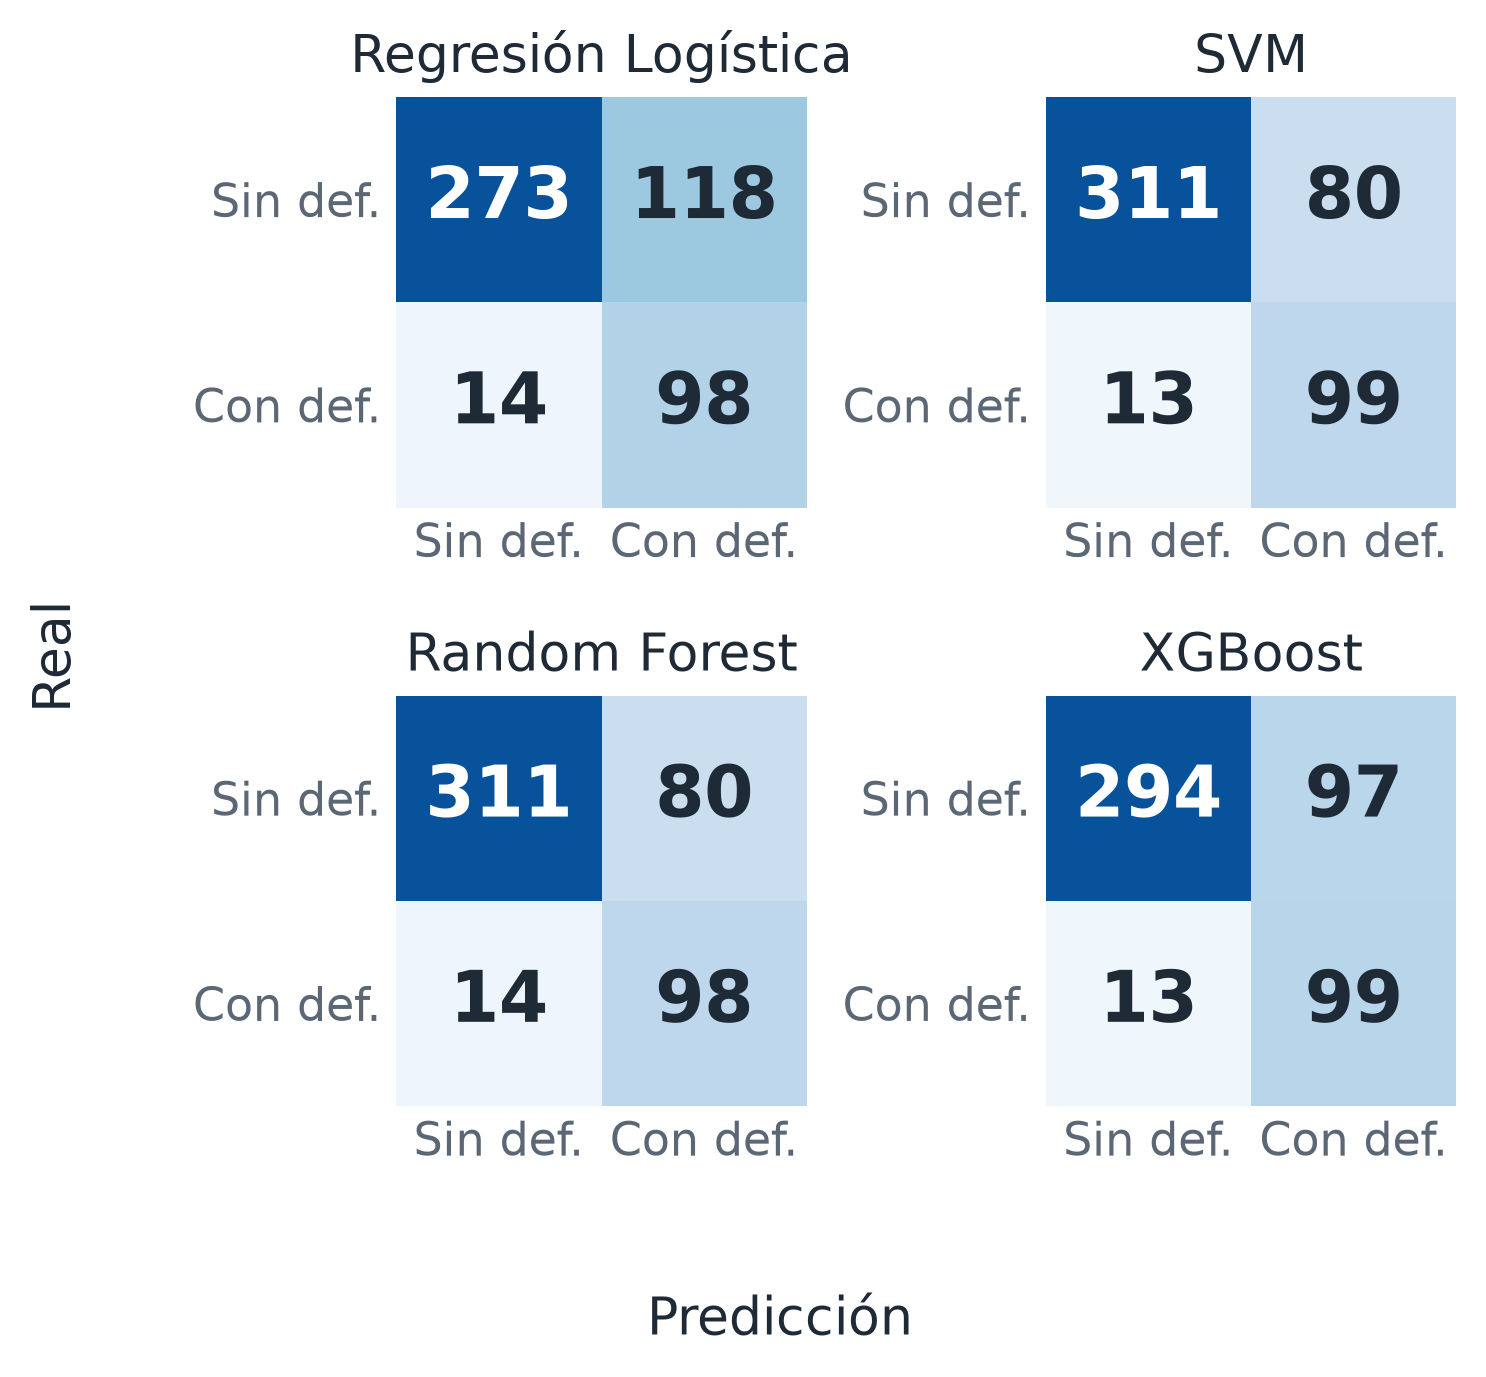 Regresión Logística
Sin def. 273 118
Con def. 14 98
Sin def. Con def.
SVM
Sin def. 311 80
Con def. 13 99
Sin def. Con def.
Real
Random Forest
Sin def. 311 80
Con def. 14 98
Sin def. Con def.
XGBoost
Sin def. 294 97
Con def. 13 99
Sin def. Con def.
Predicción